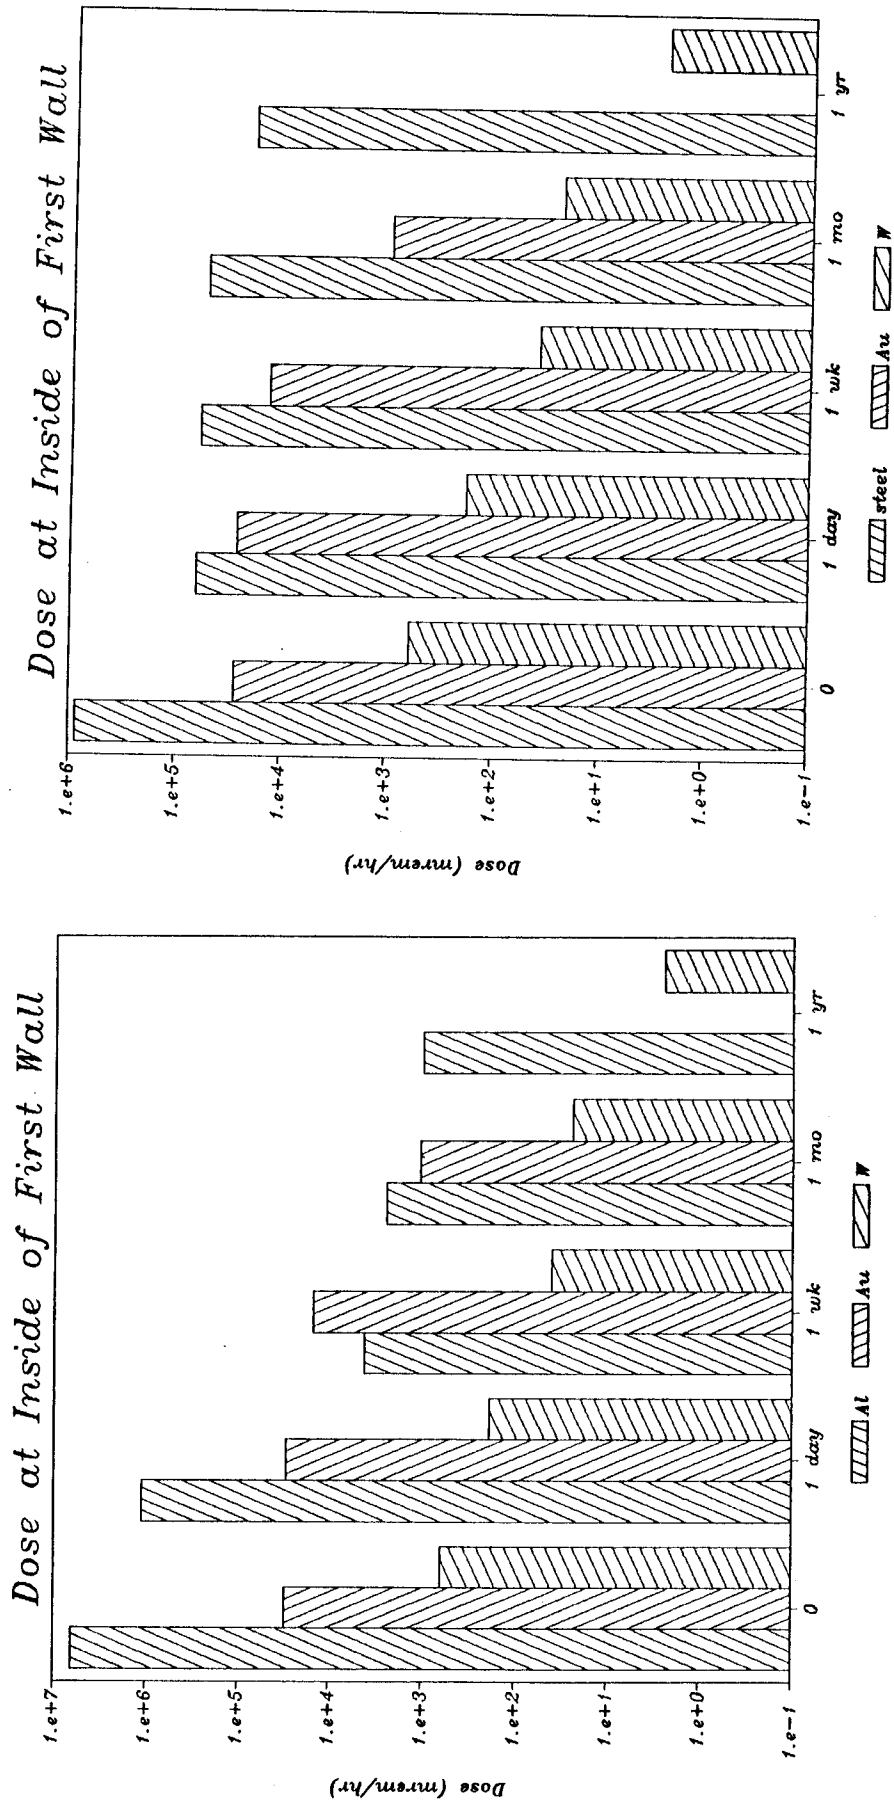 Dose at Inside of First Wall
1.e+7
1.e+6
1.e+5
1.e+4
1.e+3
1.e+2
1.e+1
1.e+0
1.e-1
Dose (mrem/hr)
0 1 day 1 wk 1 mo 1 yr
Al Au W
Dose at Inside of First Wall
1.e+6
1.e+5
1.e+4
1.e+3
1.e+2
1.e+1
1.e+0
1.e-1
Dose (mrem/hr)
0 1 day 1 wk 1 mo 1 yr
steel Au W